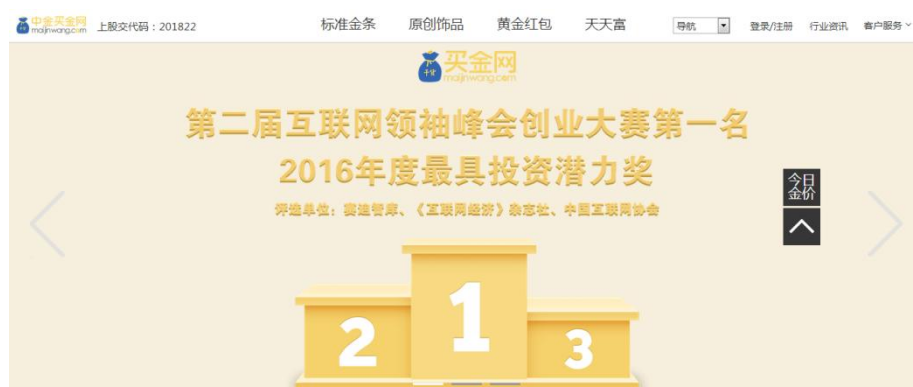 中金买金网
maijinwang.com
上股交代码：201822
标准金条 原创饰品 黄金红包 天天富 导航 登录/注册 行业资讯 客户服务
买金网
maijinwang.com
第二届互联网领袖峰会创业大赛第一名
2016年度最具投资潜力奖
评选单位：赛迪智库、《互联网经济》杂志社、中国互联网协会
今日
金价
1
2
3